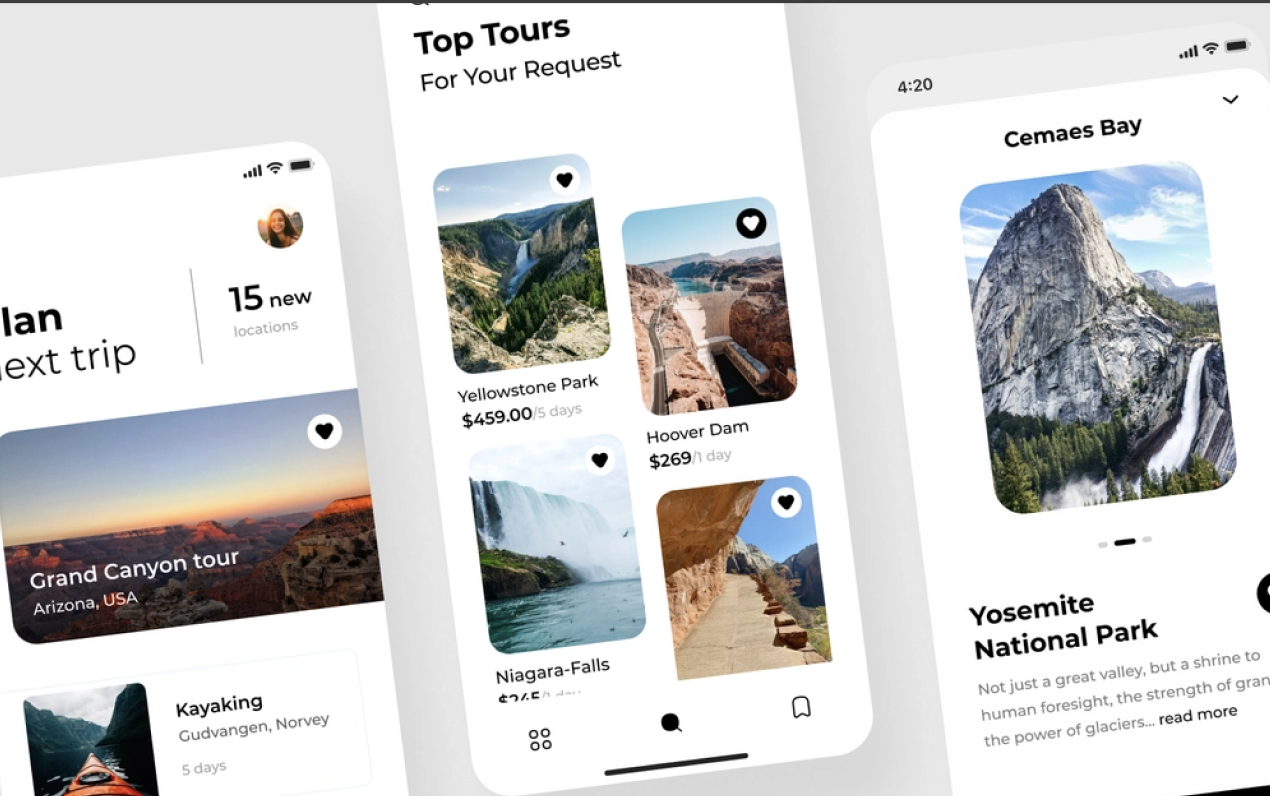 lan
ext trip
15 new
locations
Grand Canyon tour
Arizona, USA
Kayaking
Gudvangen, Norvey
5 days
Top Tours
For Your Request
Yellowstone Park
$459.00/5 days
Hoover Dam
$269/1 day
Niagara-Falls
$245/1 day
4:20
Cemaes Bay
Yosemite
National Park
Not just a great valley, but a shrine to
human foresight, the strength of gran
the power of glaciers... read more